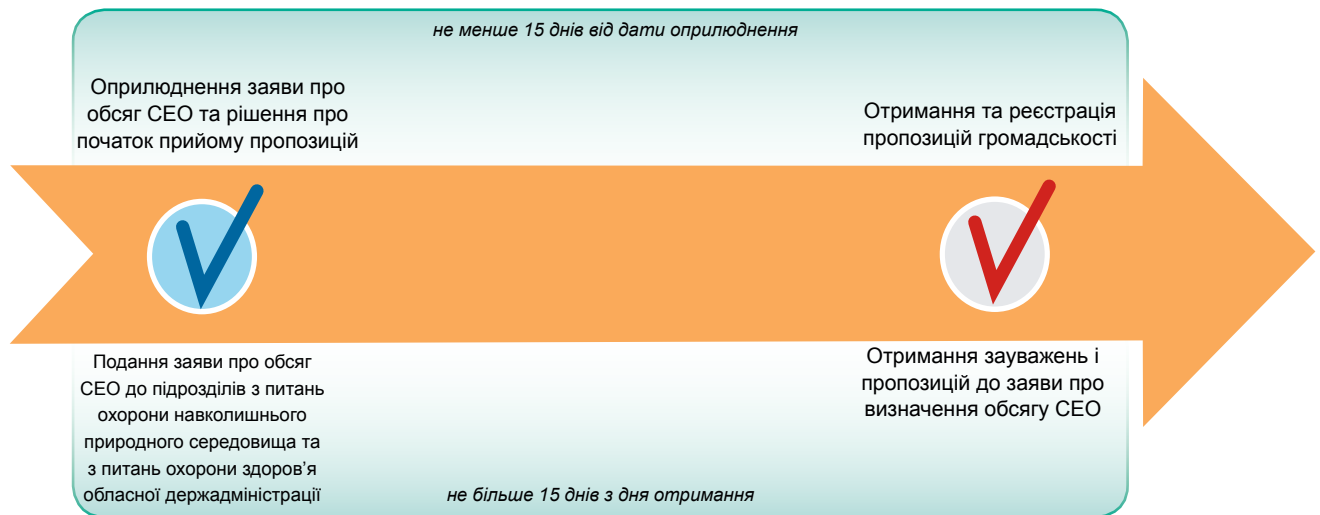 не менше 15 днів від дати оприлюднення
Оприлюднення заяви про
обсяг СЕО та рішення про
початок прийому пропозицій
Отримання та реєстрація
пропозицій громадськості
Подання заяви про обсяг
СЕО до підрозділів з питань
охорони навколишнього
природного середовища та
з питань охорони здоров’я
обласної держадміністрації
Отримання зауважень і
пропозицій до заяви про
визначення обсягу СЕО
не більше 15 днів з дня отримання